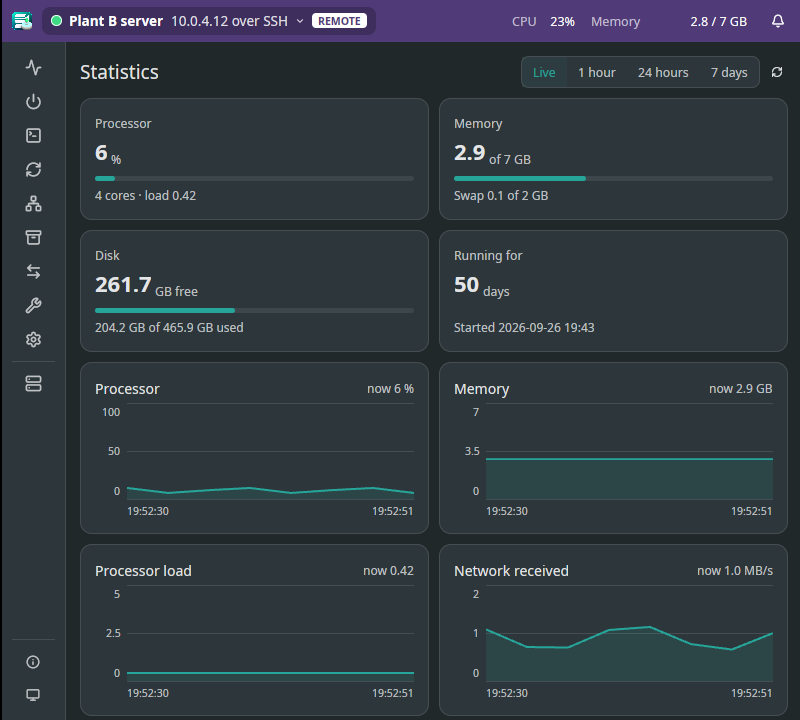 Plant B server 10.0.4.12 over SSH REMOTE CPU 23% Memory 2.8 / 7 GB
Statistics
Live 1 hour 24 hours 7 days
Processor
6 %
4 cores · load 0.42
Memory
2.9 of 7 GB
Swap 0.1 of 2 GB
Disk
261.7 GB free
204.2 GB of 465.9 GB used
Running for
50 days
Started 2026-09-26 19:43
Processor now 6 %
100
50
0
19:52:30 19:52:51
Memory now 2.9 GB
7
3.5
0
19:52:30 19:52:51
Processor load now 0.42
5
2.5
0
19:52:30 19:52:51
Network received now 1.0 MB/s
2
1
0
19:52:30 19:52:51